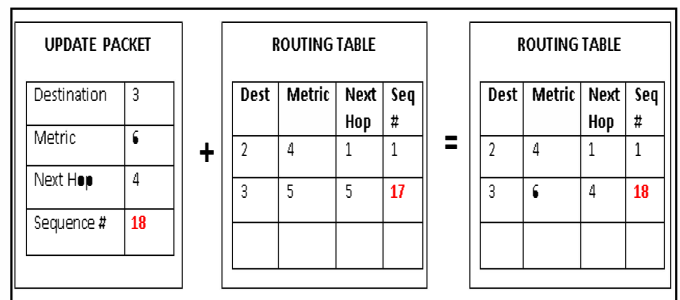 UPDATE PACKET
Destination 3
Metric 6
Next Hop 4
Sequence # 18
+
ROUTING TABLE
Dest Metric Next Hop Seq #
2 4 1 1
3 5 5 17
=
ROUTING TABLE
Dest Metric Next Hop Seq #
2 4 1 1
3 6 4 18